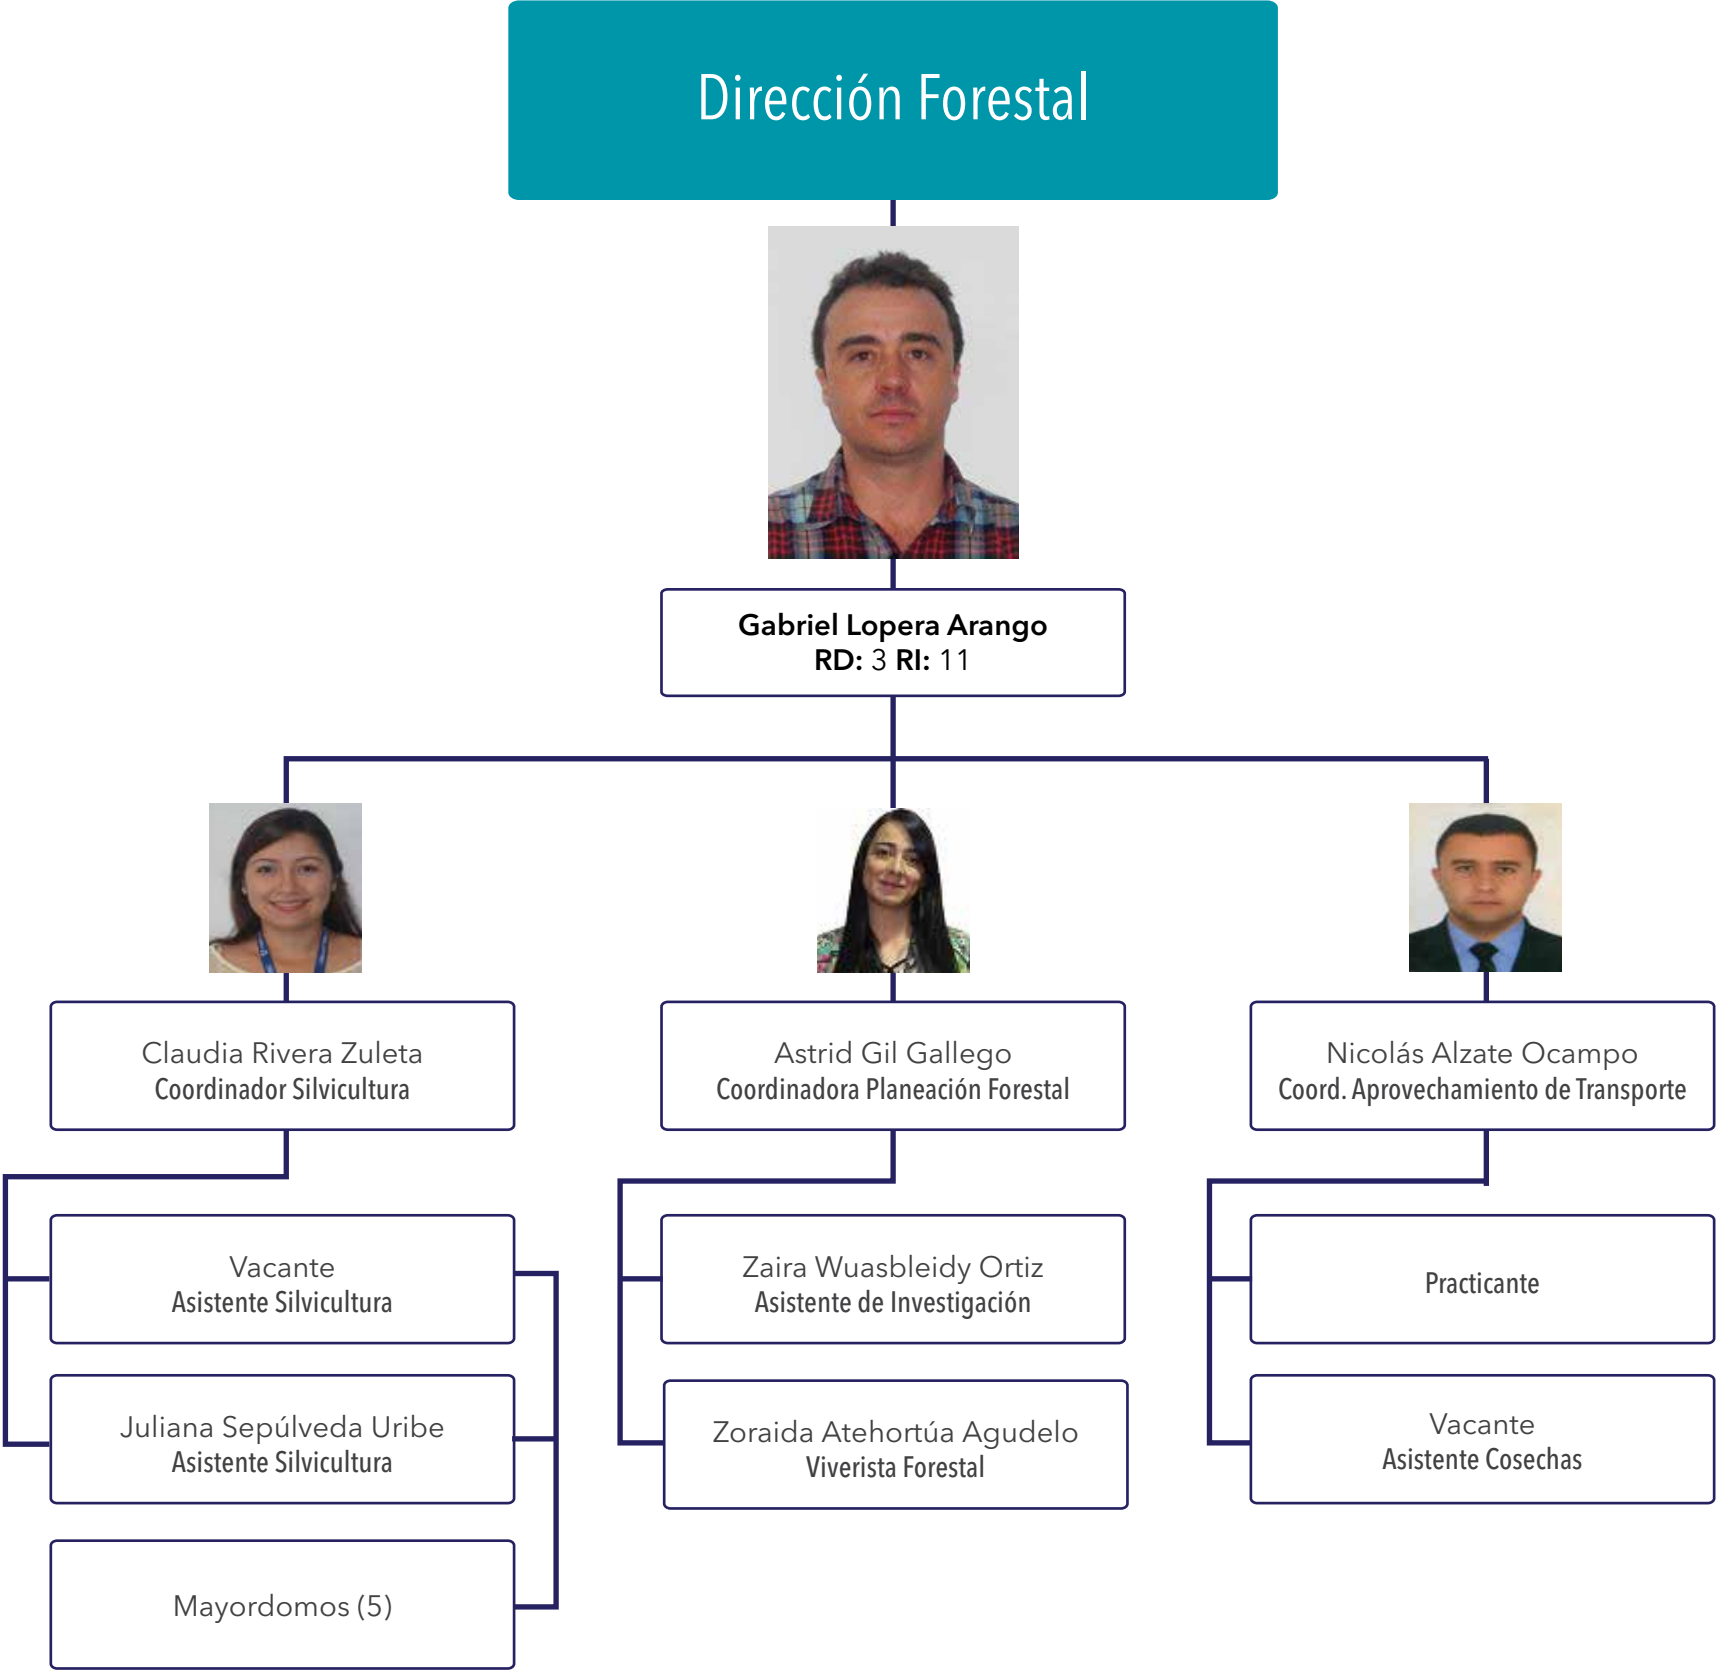 Dirección Forestal
Gabriel Lopera Arango
RD: 3 RI: 11
Claudia Rivera Zuleta
Coordinador Silvicultura
Astrid Gil Gallego
Coordinadora Planeación Forestal
Nicolás Alzate Ocampo
Coord. Aprovechamiento de Transporte
Vacante
Asistente Silvicultura
Zaira Wuasbleidy Ortiz
Asistente de Investigación
Practicante
Juliana Sepúlveda Uribe
Asistente Silvicultura
Zoraida Atehortúa Agudelo
Viverista Forestal
Vacante
Asistente Cosechas
Mayordomos (5)